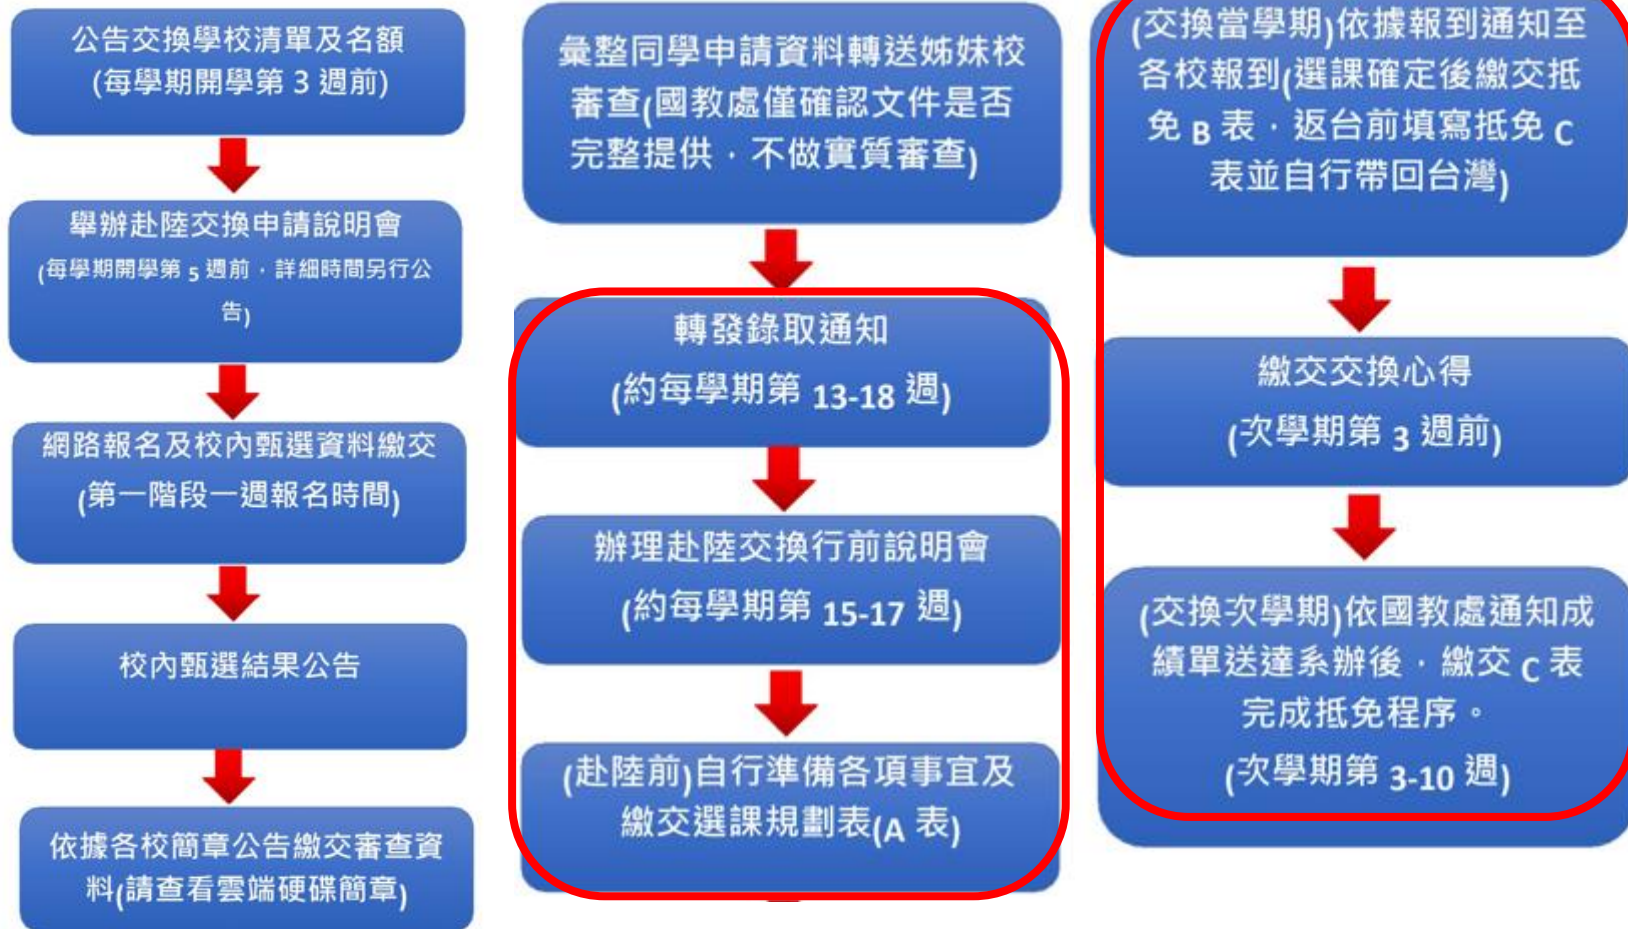 公告交換學校清單及名額
(每學期開學第 3 週前)
舉辦赴陸交換申請說明會
(每學期開學第 5 週前，詳細時間另行公
告)
網路報名及校內甄選資料繳交
(第一階段一週報名時間)
校內甄選結果公告
依據各校簡章公告繳交審查資
料(請查看雲端硬碟簡章)
彙整同學申請資料轉送姊妹校
審查(國教處僅確認文件是否
完整提供，不做實質審查)
轉發錄取通知
(約每學期第 13-18 週)
辦理赴陸交換行前說明會
(約每學期第 15-17 週)
(赴陸前)自行準備各項事宜及
繳交選課規劃表(A 表)
(交換當學期)依據報到通知至
各校報到(選課確定後繳交抵
免 B 表，返台前填寫抵免 C
表並自行帶回台灣)
繳交交換心得
(次學期第 3 週前)
(交換次學期)依國教處通知成
績單送達系辦後，繳交 C 表
完成抵免程序。
(次學期第 3-10 週)